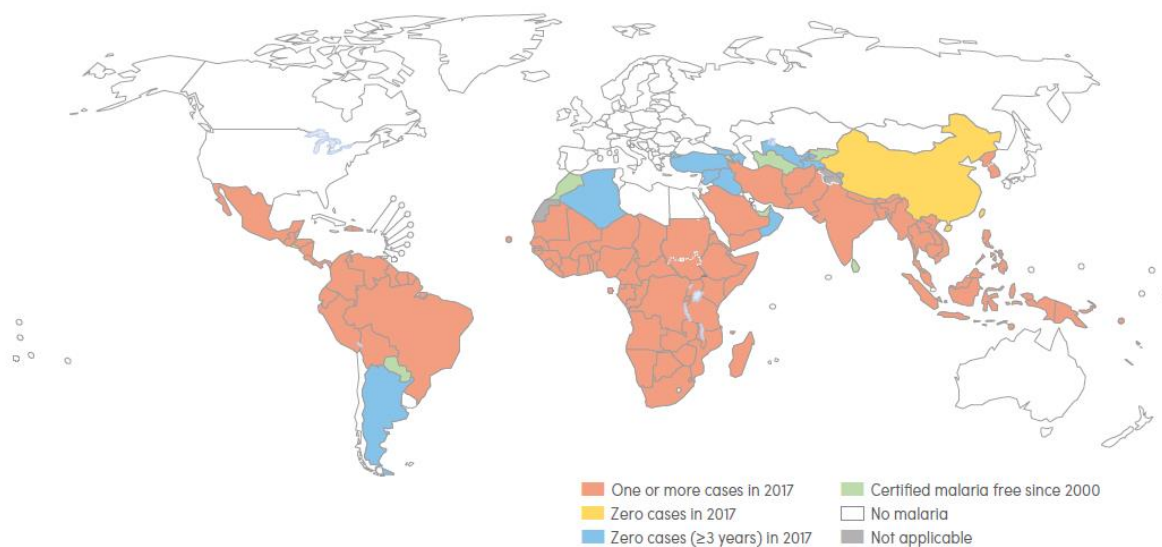 One or more cases in 2017
Zero cases in 2017
Zero cases (≥3 years) in 2017
Certified malaria free since 2000
No malaria
Not applicable